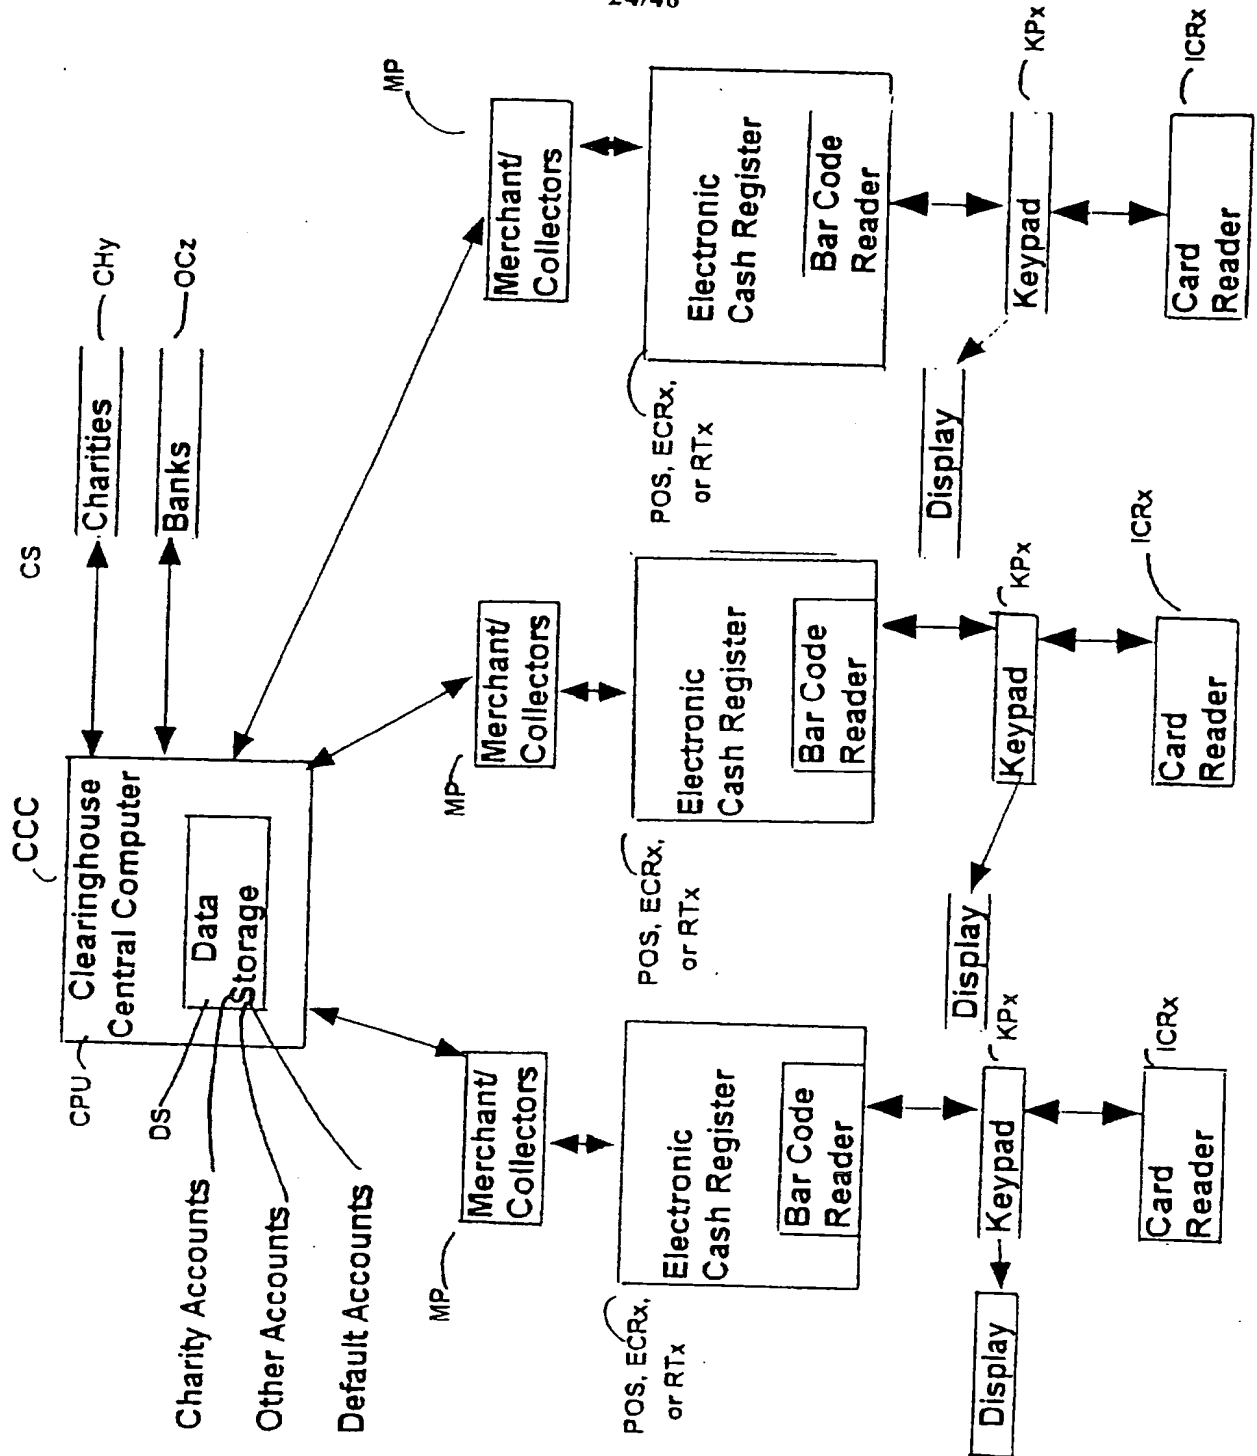 24/48
CS
CCC
CPU
Clearinghouse
Central Computer
Data
Storage
DS
Charity Accounts
Other Accounts
Default Accounts
Charities
CHy
Banks
OCz
MP
Merchant/
Collectors
MP
Merchant/
Collectors
MP
Merchant/
Collectors
POS, ECRx,
or RTx
Electronic
Cash Register
Bar Code
Reader
POS, ECRx,
or RTx
Electronic
Cash Register
Bar Code
Reader
POS, ECRx,
or RTx
Electronic
Cash Register
Bar Code
Reader
Display
Keypad
KPx
Display
Keypad
KPx
Display
Keypad
KPx
Card
Reader
ICRx
Card
Reader
ICRx
Card
Reader
ICRx